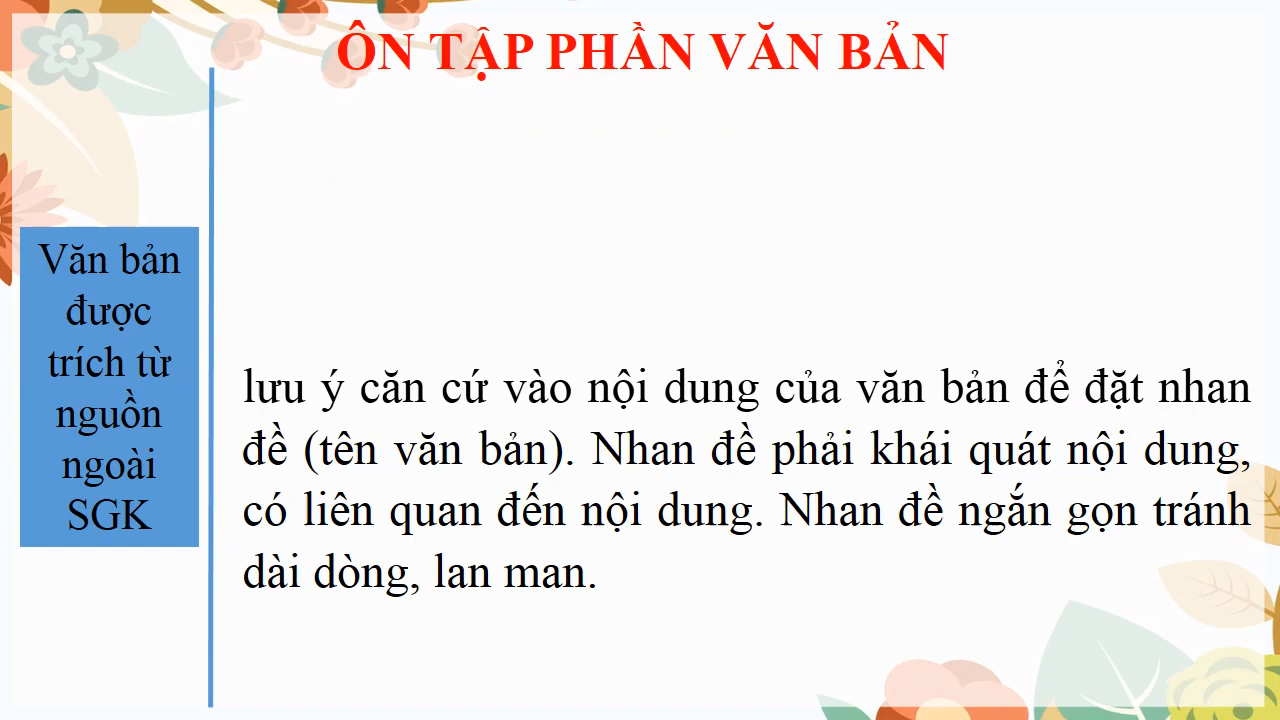 ÔN TẬP PHẦN VĂN BẢN
Văn bản
được
trích từ
nguồn
ngoài
SGK
lưu ý căn cứ vào nội dung của văn bản để đặt nhan
đề (tên văn bản). Nhan đề phải khái quát nội dung,
có liên quan đến nội dung. Nhan đề ngắn gọn tránh
dài dòng, lan man.